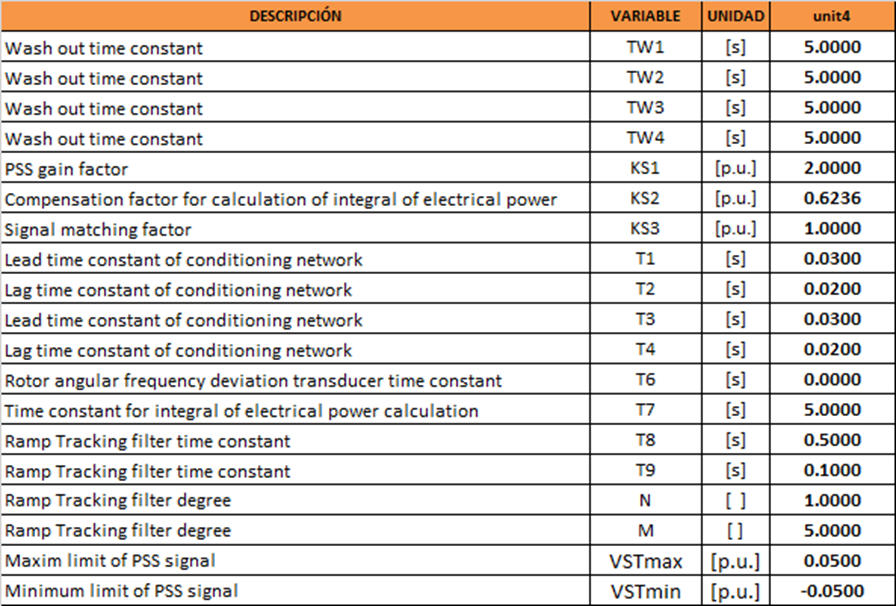 DESCRIPCIÓN VARIABLE UNIDAD unit4
Wash out time constant TW1 [s] 5.0000
Wash out time constant TW2 [s] 5.0000
Wash out time constant TW3 [s] 5.0000
Wash out time constant TW4 [s] 5.0000
PSS gain factor KS1 [p.u.] 2.0000
Compensation factor for calculation of integral of electrical power KS2 [p.u.] 0.6236
Signal matching factor KS3 [p.u.] 1.0000
Lead time constant of conditioning network T1 [s] 0.0300
Lag time constant of conditioning network T2 [s] 0.0200
Lead time constant of conditioning network T3 [s] 0.0300
Lag time constant of conditioning network T4 [s] 0.0200
Rotor angular frequency deviation transducer time constant T6 [s] 0.0000
Time constant for integral of electrical power calculation T7 [s] 5.0000
Ramp Tracking filter time constant T8 [s] 0.5000
Ramp Tracking filter time constant T9 [s] 0.1000
Ramp Tracking filter degree N [ ] 1.0000
Ramp Tracking filter degree M [ ] 5.0000
Maxim limit of PSS signal VSTmax [p.u.] 0.0500
Minimum limit of PSS signal VSTmin [p.u.] -0.0500